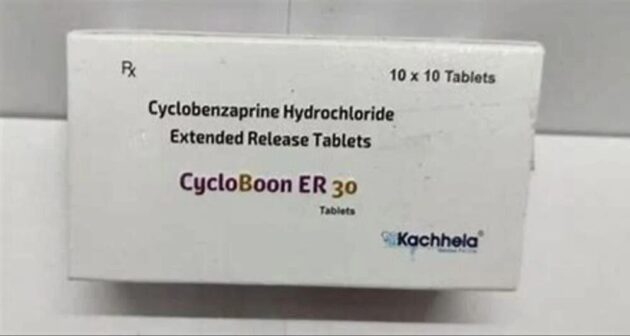 Rx
10 x 10 Tablets
Cyclobenzaprine Hydrochloride
Extended Release Tablets
CycloBoon ER 30
Tablets
Kachhela®